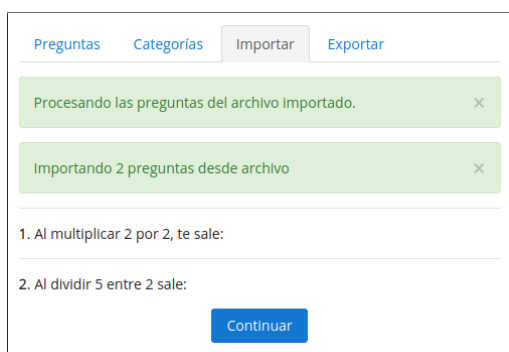 Preguntas Categorías Importar Exportar
Procesando las preguntas del archivo importado. ×
Importando 2 preguntas desde archivo ×
1. Al multiplicar 2 por 2, te sale:
2. Al dividir 5 entre 2 sale:
Continuar